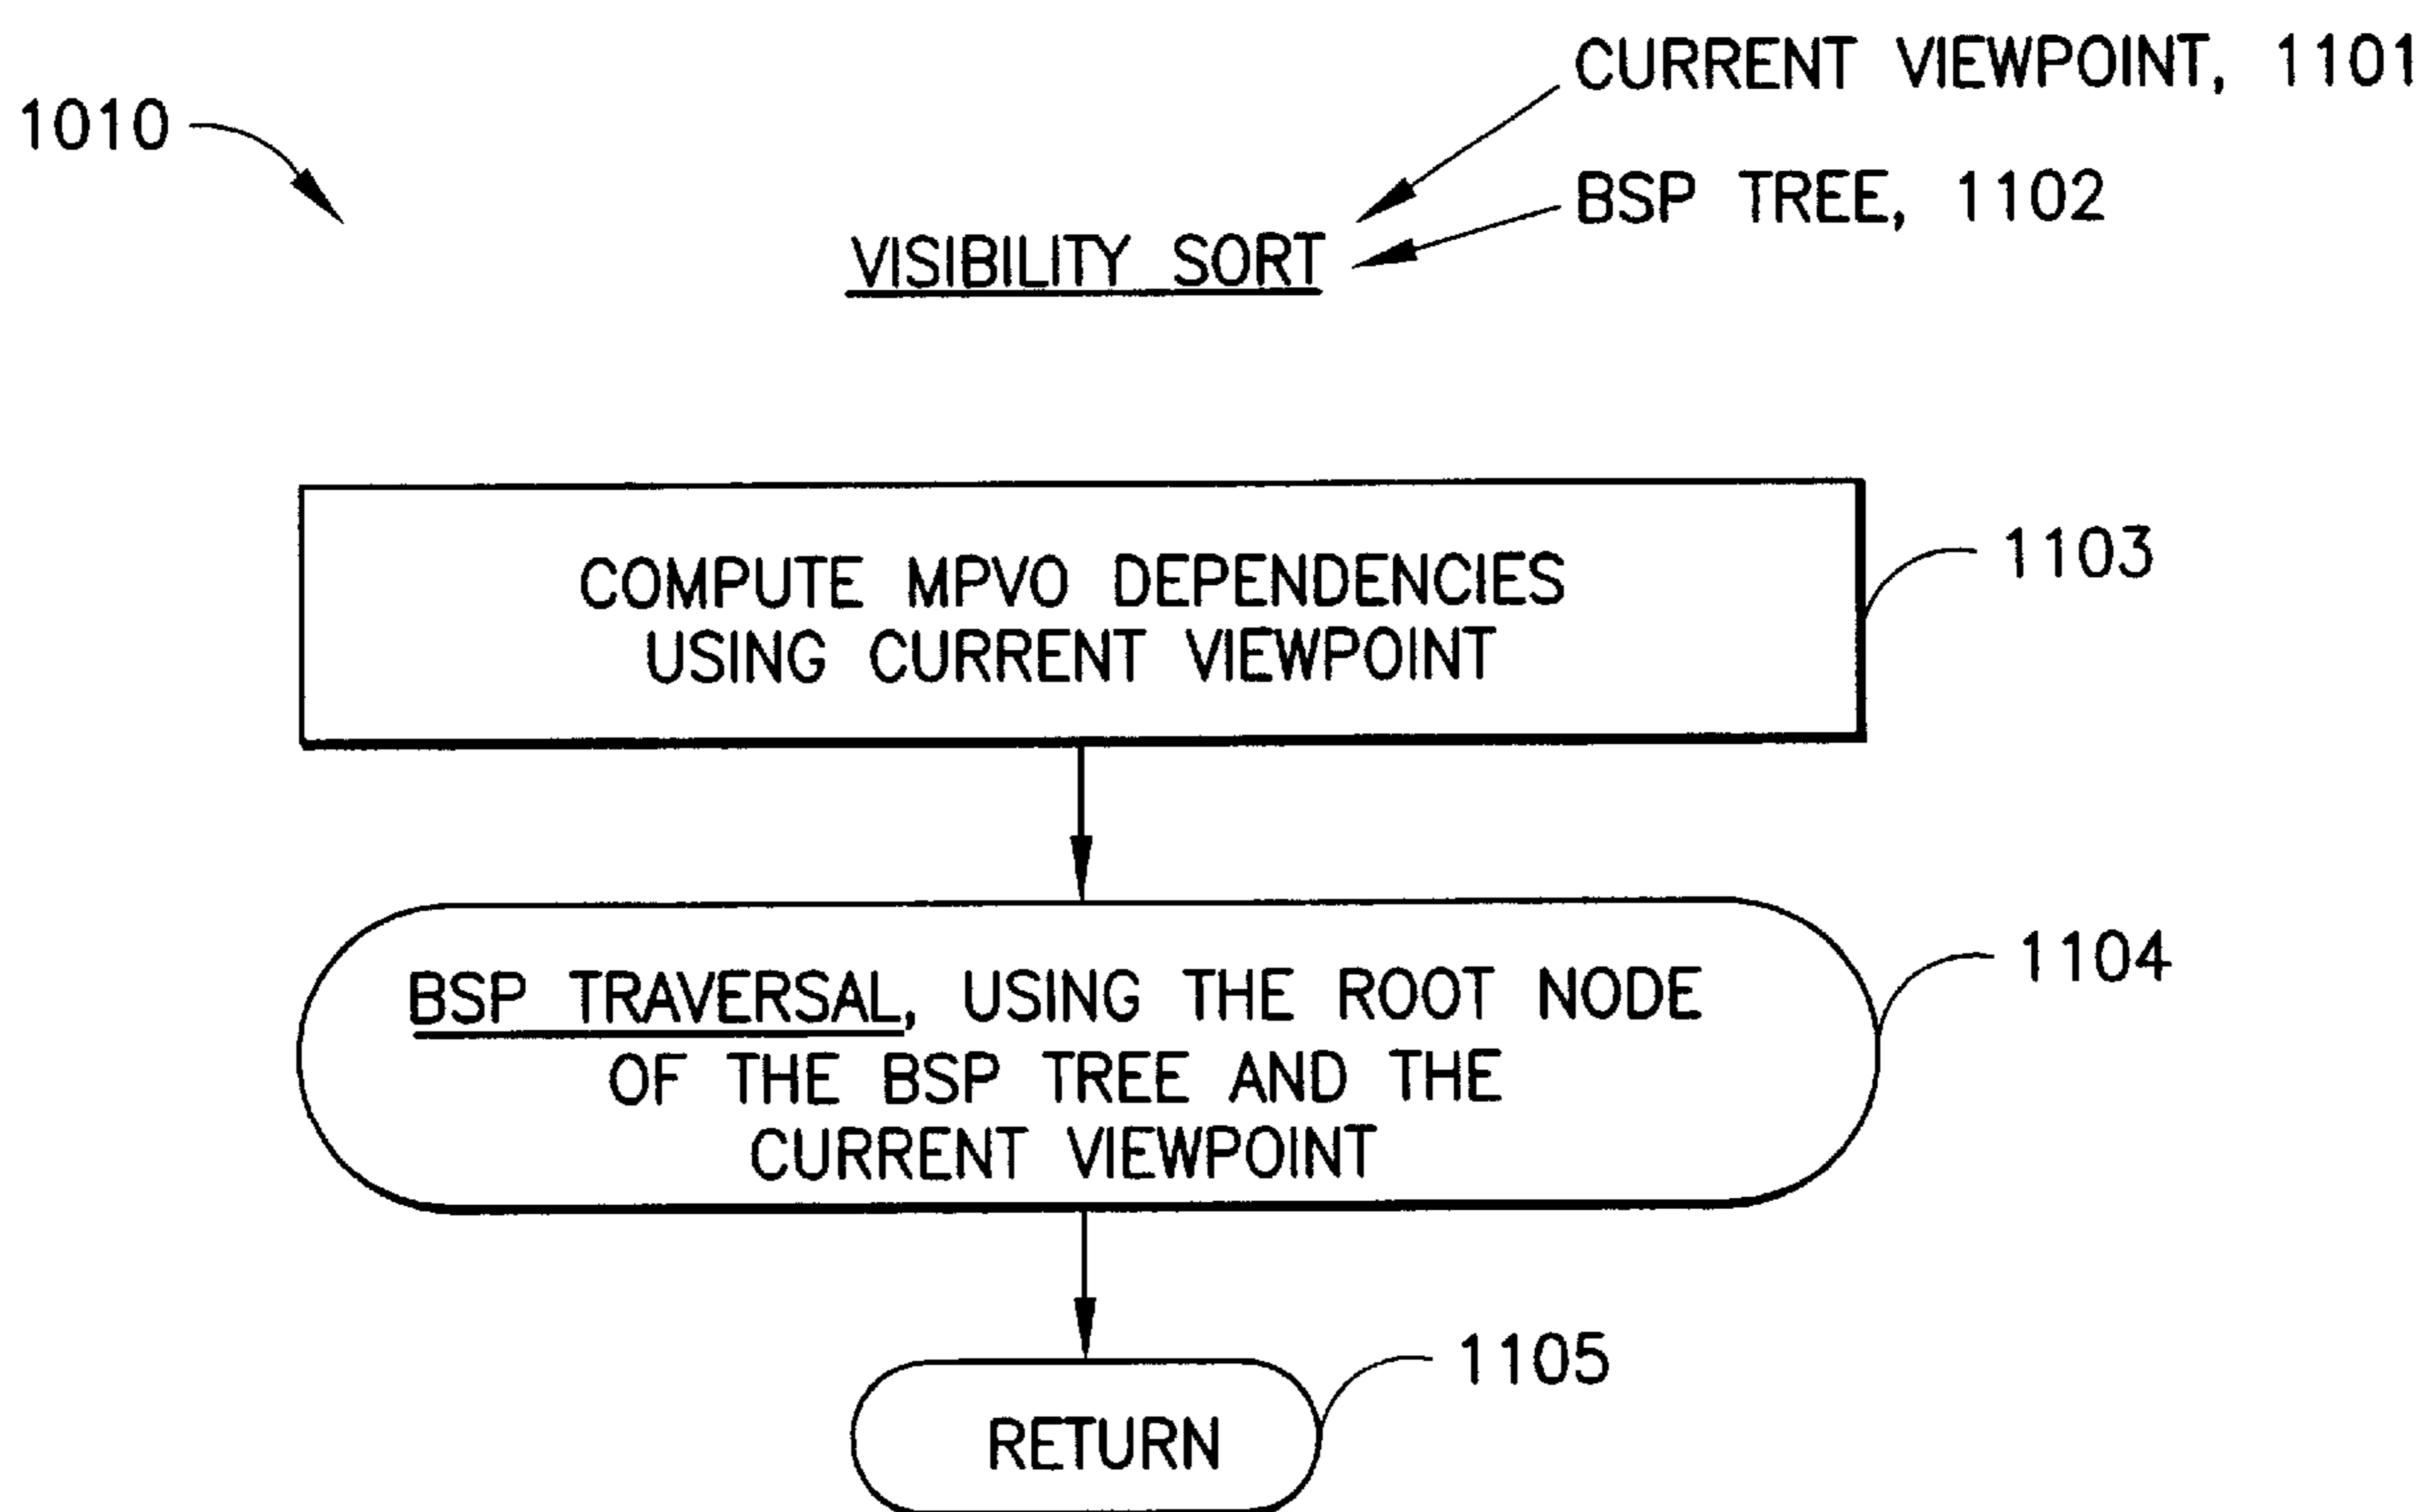 CURRENT VIEWPOINT, 1101
1010
BSP TREE, 1102
VISIBILITY SORT
COMPUTE MPVO DEPENDENCIES
USING CURRENT VIEWPOINT
1103
BSP TRAVERSAL, USING THE ROOT NODE
OF THE BSP TREE AND THE
CURRENT VIEWPOINT
1104
RETURN
1105